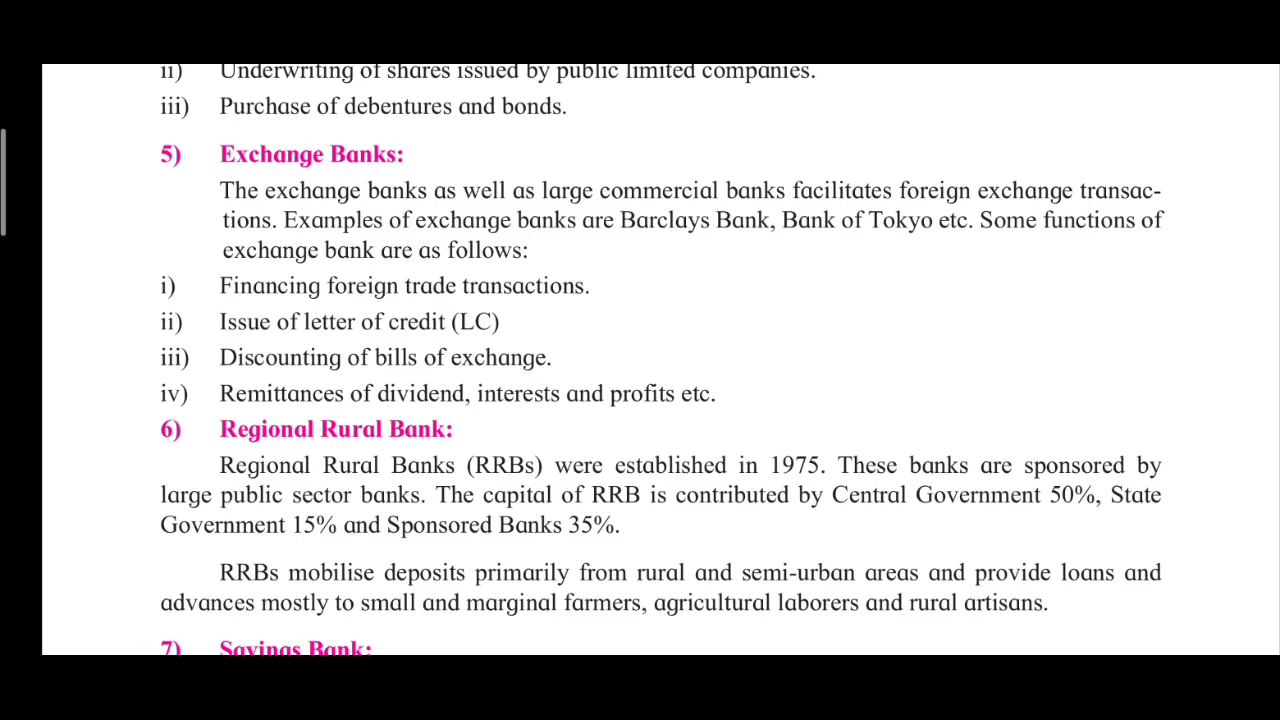 ii) Underwriting of shares issued by public limited companies.
iii) Purchase of debentures and bonds.
5) Exchange Banks:
The exchange banks as well as large commercial banks facilitates foreign exchange transac-
tions. Examples of exchange banks are Barclays Bank, Bank of Tokyo etc. Some functions of
exchange bank are as follows:
i) Financing foreign trade transactions.
ii) Issue of letter of credit (LC)
iii) Discounting of bills of exchange.
iv) Remittances of dividend, interests and profits etc.
6) Regional Rural Bank:
Regional Rural Banks (RRBs) were established in 1975. These banks are sponsored by
large public sector banks. The capital of RRB is contributed by Central Government 50%, State
Government 15% and Sponsored Banks 35%.
RRBs mobilise deposits primarily from rural and semi-urban areas and provide loans and
advances mostly to small and marginal farmers, agricultural laborers and rural artisans.
7) Savings Bank: